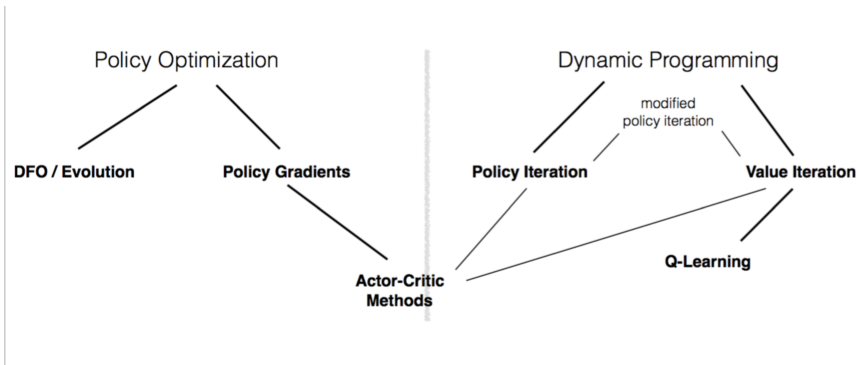 Policy Optimization
Dynamic Programming
modified
policy iteration
DFO / Evolution
Policy Gradients
Policy Iteration
Value Iteration
Q-Learning
Actor-Critic
Methods